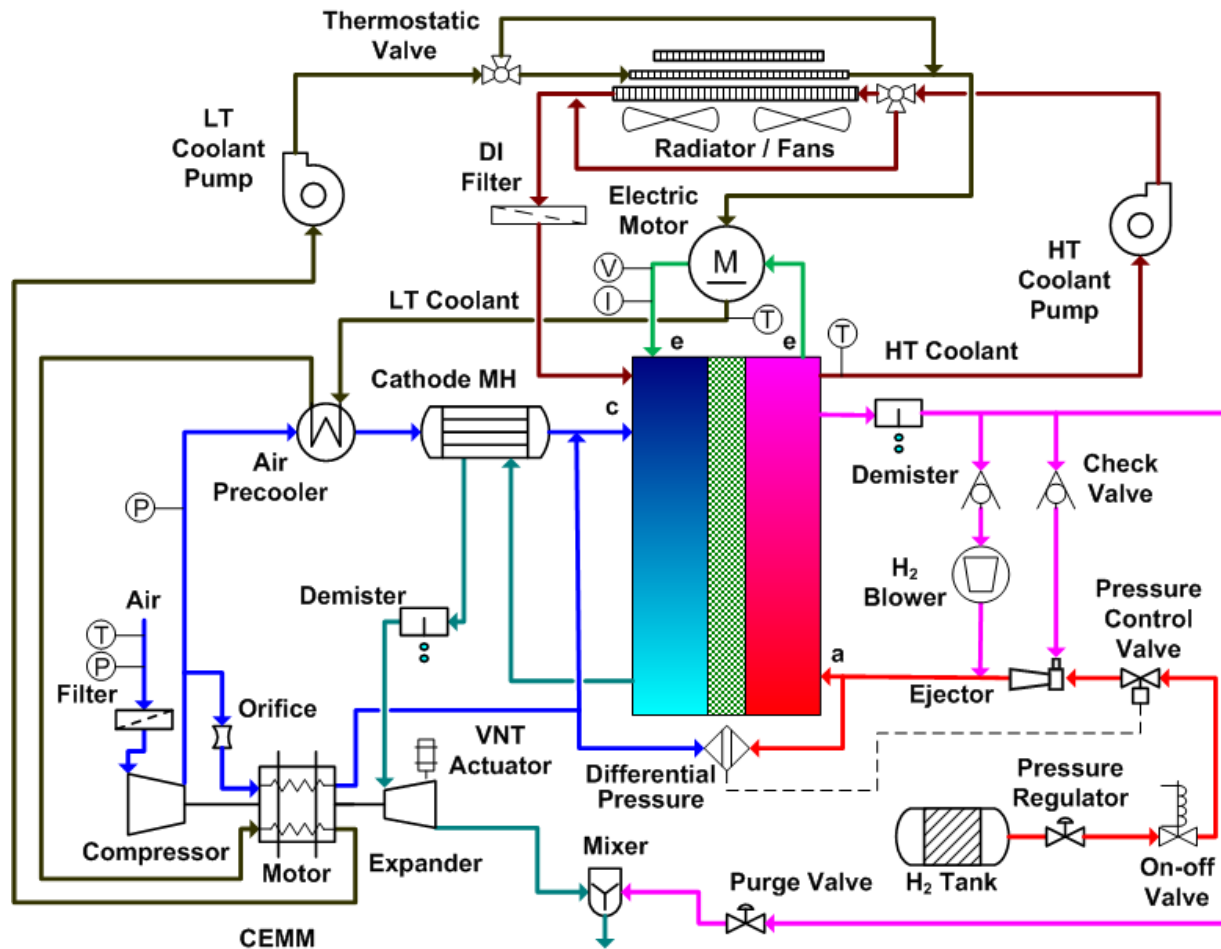 Thermostatic
Valve
LT
Coolant
Pump
DI
Filter
Radiator / Fans
Electric
Motor
HT
Coolant
Pump
M
V
I
T
LT Coolant
e
e
T
HT Coolant
Cathode MH
c
Air
Precooler
P
Demister
Check
Valve
H₂
Blower
Pressure
Control
Valve
Air
T
P
Filter
Demister
a
Ejector
Orifice
VNT
Actuator
Differential
Pressure
Pressure
Regulator
Compressor
Motor
Expander
Mixer
Purge Valve
H₂ Tank
On-off
Valve
CEMM